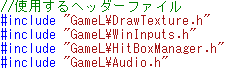 //使用するヘッダーファイル
#include "GameL¥DrawTexture.h"
#include "GameL¥WinInputs.h"
#include "GameL¥HitBoxManager.h"
#include "GameL¥Audio.h"